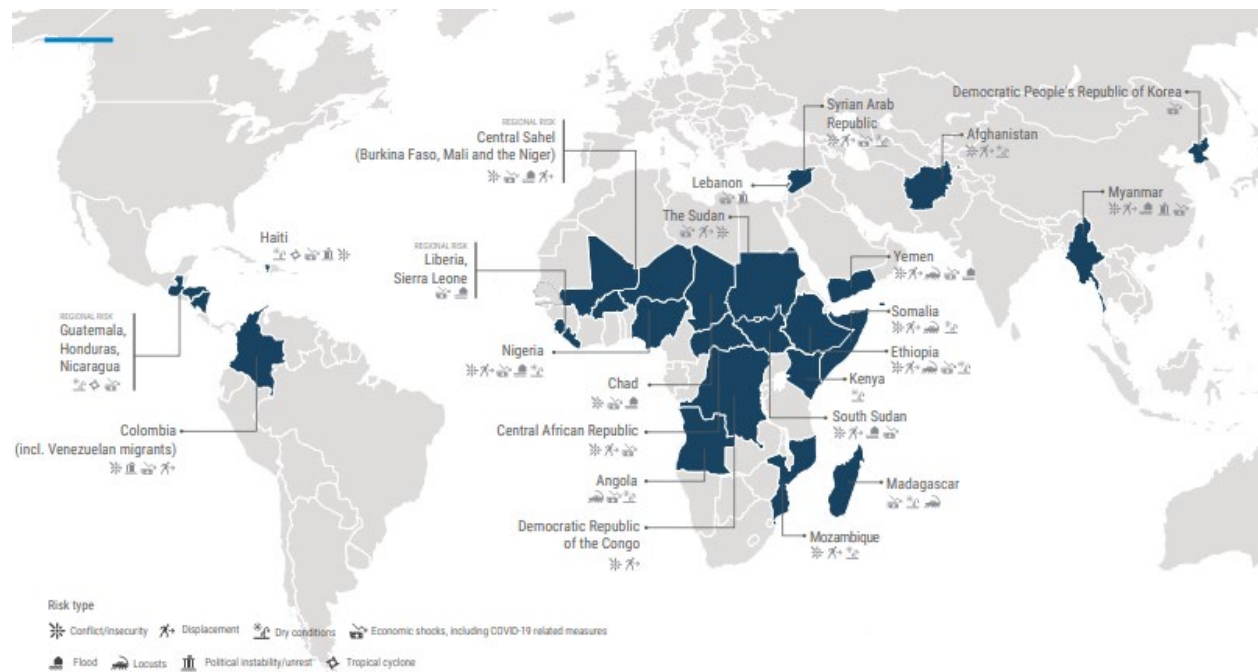 Democratic People's Republic of Korea
Syrian Arab
Republic
Afghanistan
REGIONAL RISK
Central Sahel
(Burkina Faso, Mali and the Niger)
Lebanon
Myanmar
The Sudan
Haiti
REGIONAL RISK
Liberia,
Sierra Leone
Yemen
REGIONAL RISK
Guatemala,
Honduras,
Nicaragua
Somalia
Nigeria
Ethiopia
Chad
Kenya
South Sudan
Colombia
(incl. Venezuelan migrants)
Central African Republic
Angola
Madagascar
Democratic Republic
of the Congo
Mozambique
Risk type
Conflict/insecurity Displacement Dry conditions Economic shocks, including COVID-19 related measures
Flood Locusts Political instability/unrest Tropical cyclone